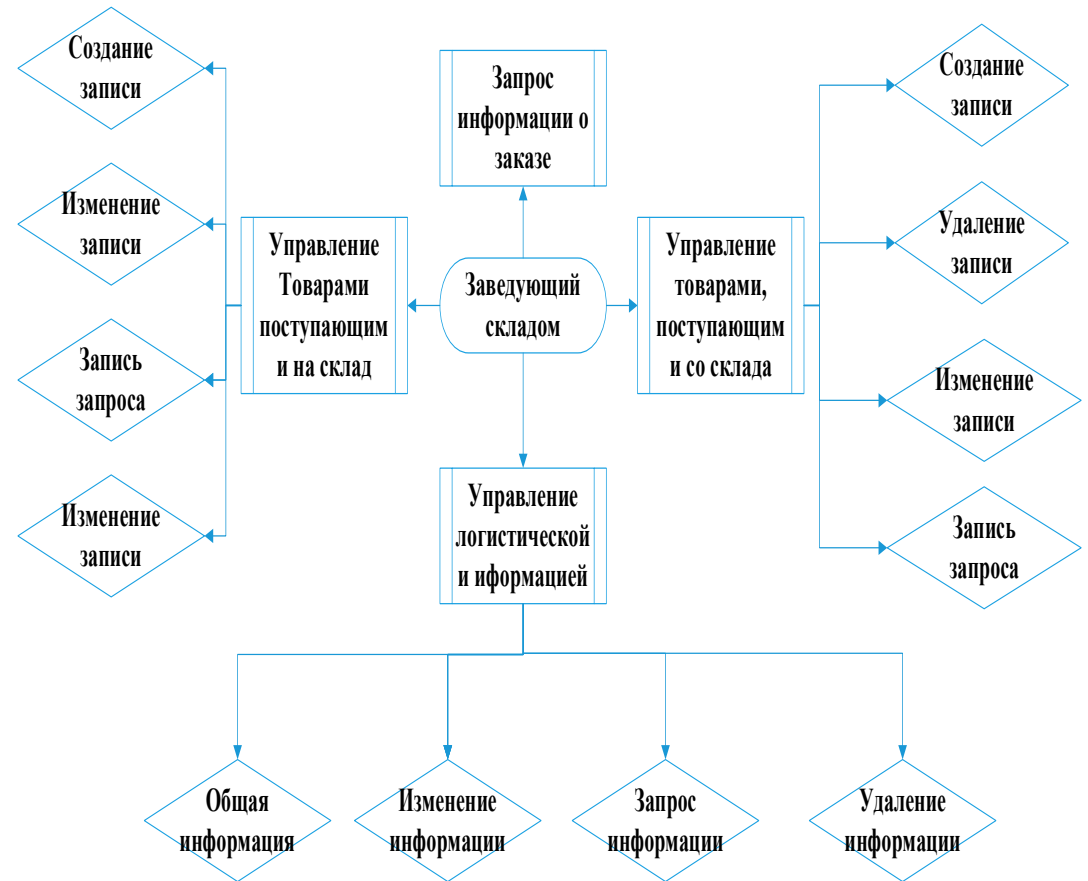 Создание
записи
Изменение
записи
Запись
запроса
Изменение
записи
Управление
Товарами
поступающим
и на склад
Запрос
информации о
заказе
Заведующий
складом
Управление
логистической
и иформацией
Управление
товарами,
поступающим
и со склада
Создание
записи
Удаление
записи
Изменение
записи
Запись
запроса
Общая
информация
Изменение
информации
Запрос
информации
Удаление
информации